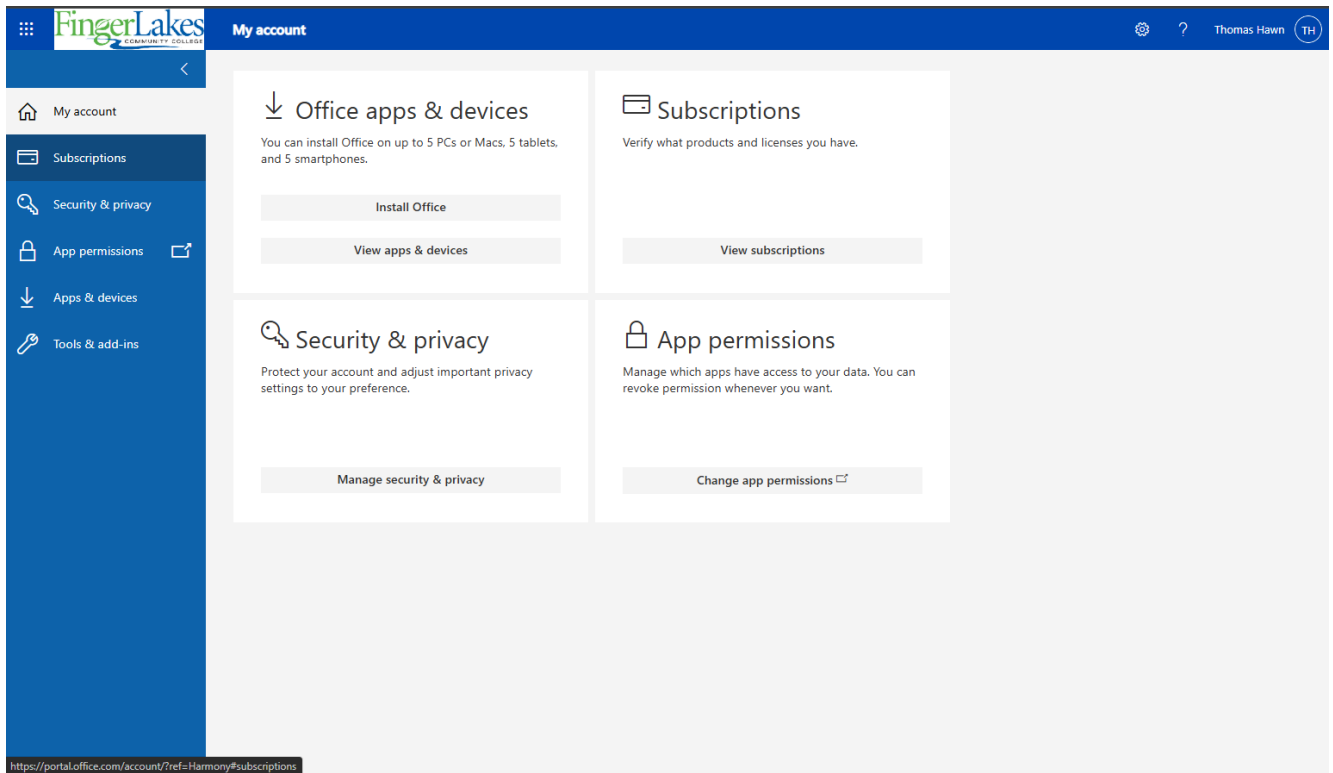 FingerLakes
COMMUNITY COLLEGE
My account
?
Thomas Hawn
TH
My account
Subscriptions
Security & privacy
App permissions
Apps & devices
Tools & add-ins
Office apps & devices
You can install Office on up to 5 PCs or Macs, 5 tablets,
and 5 smartphones.
Install Office
View apps & devices
Subscriptions
Verify what products and licenses you have.
View subscriptions
Security & privacy
Protect your account and adjust important privacy
settings to your preference.
Manage security & privacy
App permissions
Manage which apps have access to your data. You can
revoke permission whenever you want.
Change app permissions
https://portal.office.com/account/?ref=Harmony#subscriptions